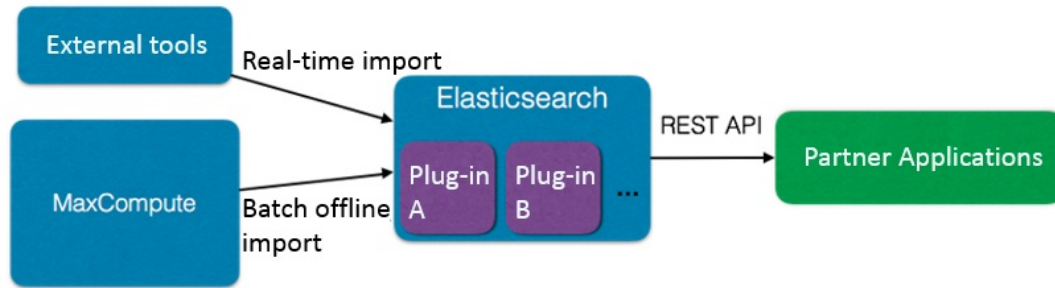 External tools
Real-time import
Elasticsearch
REST API
Partner Applications
Plug-in
A
Plug-in
B
...
MaxCompute
Batch offline
import